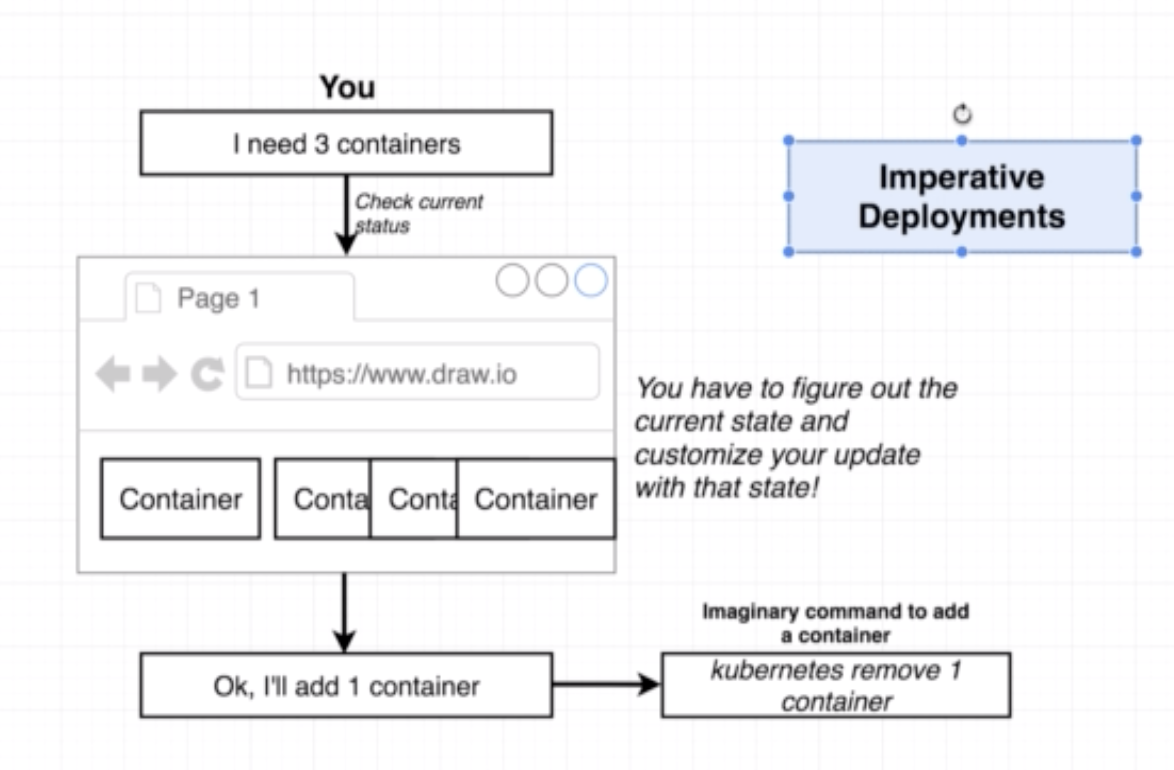 You
I need 3 containers
Imperative
Deployments
Check current
status
Page 1
https://www.draw.io
You have to figure out the
current state and
customize your update
with that state!
Container
Conta
Conta
Container
Imaginary command to add
a container
Ok, I'll add 1 container
kubernetes remove 1
container